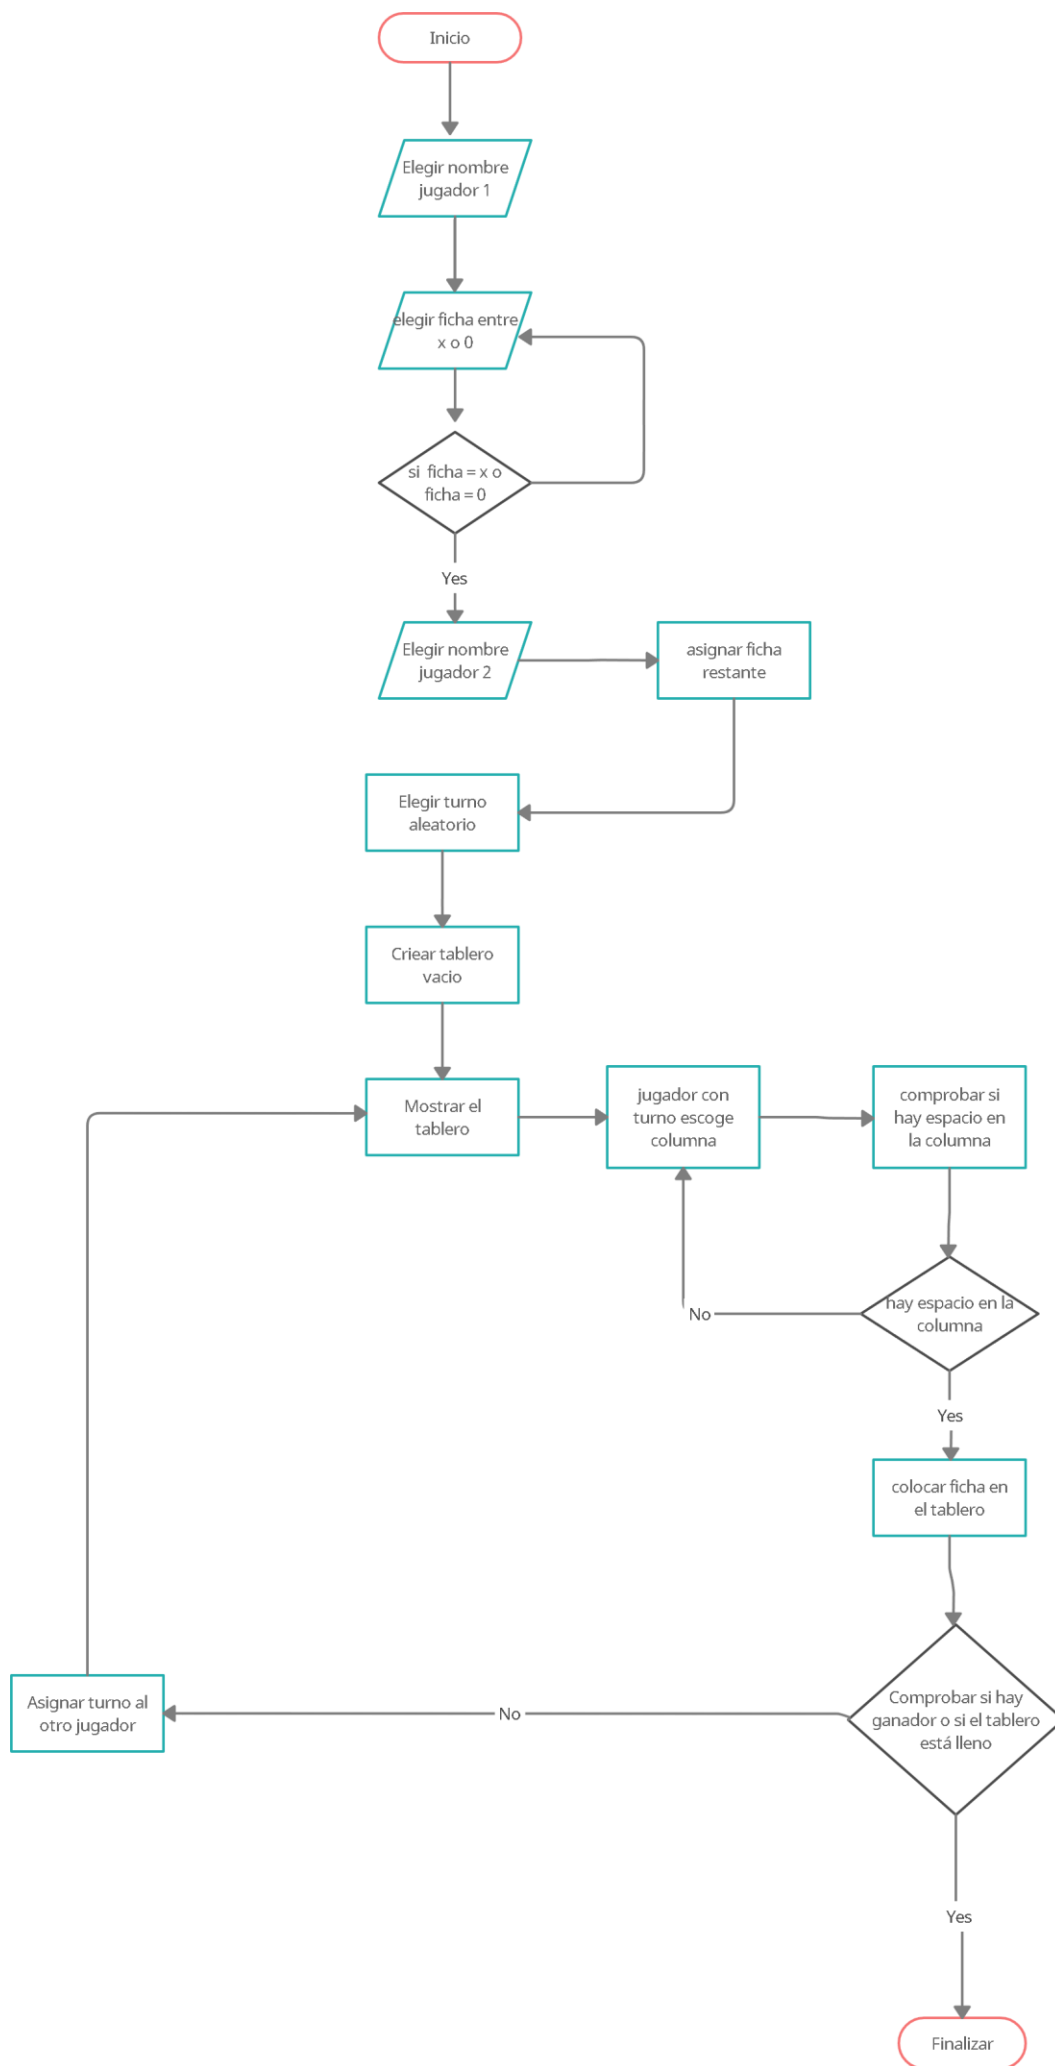 Inicio
Elegir nombre
jugador 1
elegir ficha entre
x o 0
si ficha = x o
ficha = 0
Yes
Elegir nombre
jugador 2
asignar ficha
restante
Elegir turno
aleatorio
Criear tablero
vacio
Mostrar el
tablero
jugador con
turno escoge
columna
comprobar si
hay espacio en
la columna
hay espacio en la
columna
No
Yes
colocar ficha en
el tablero
Comprobar si hay
ganador o si el tablero
está lleno
No
Asignar turno al
otro jugador
Yes
Finalizar